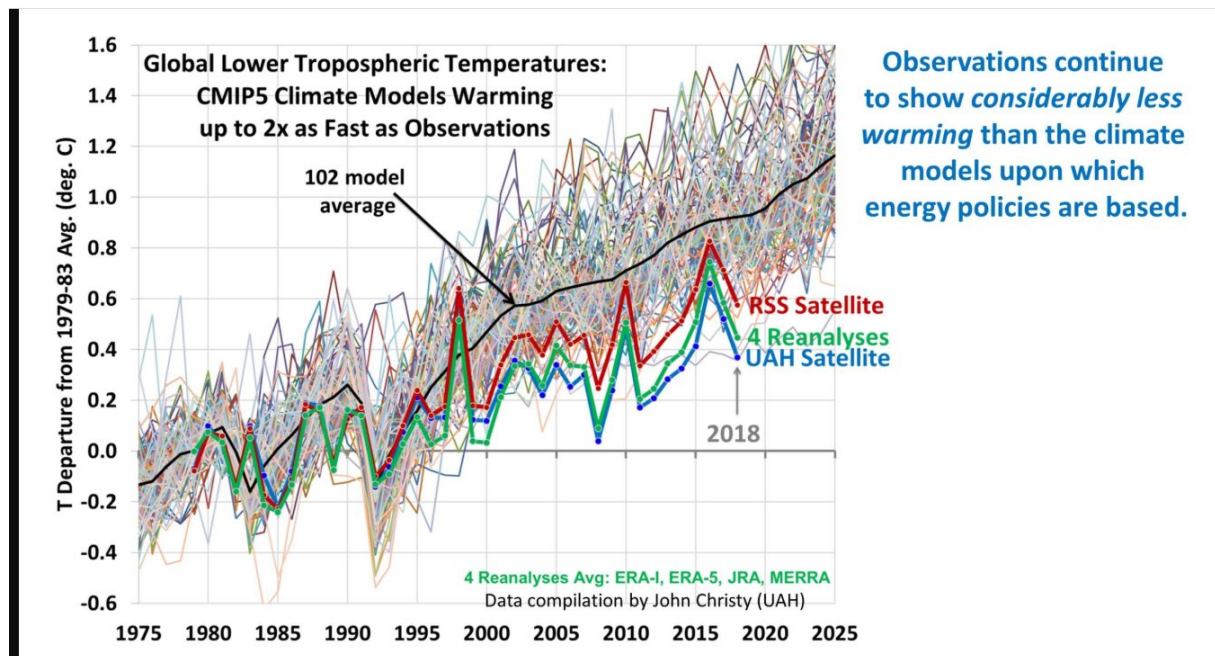 Global Lower Tropospheric Temperatures:
CMIP5 Climate Models Warming
up to 2x as Fast as Observations
102 model
average
Observations continue
to show considerably less
warming than the climate
models upon which
energy policies are based.
T Departure from 1979-83 Avg. (deg. C)
1.6
1.4
1.2
1.0
0.8
0.6
0.4
0.2
0.0
-0.2
-0.4
-0.6
RSS Satellite
4 Reanalyses
UAH Satellite
2018
4 Reanalyses Avg: ERA-I, ERA-5, JRA, MERRA
Data compilation by John Christy (UAH)
1975 1980 1985 1990 1995 2000 2005 2010 2015 2020 2025